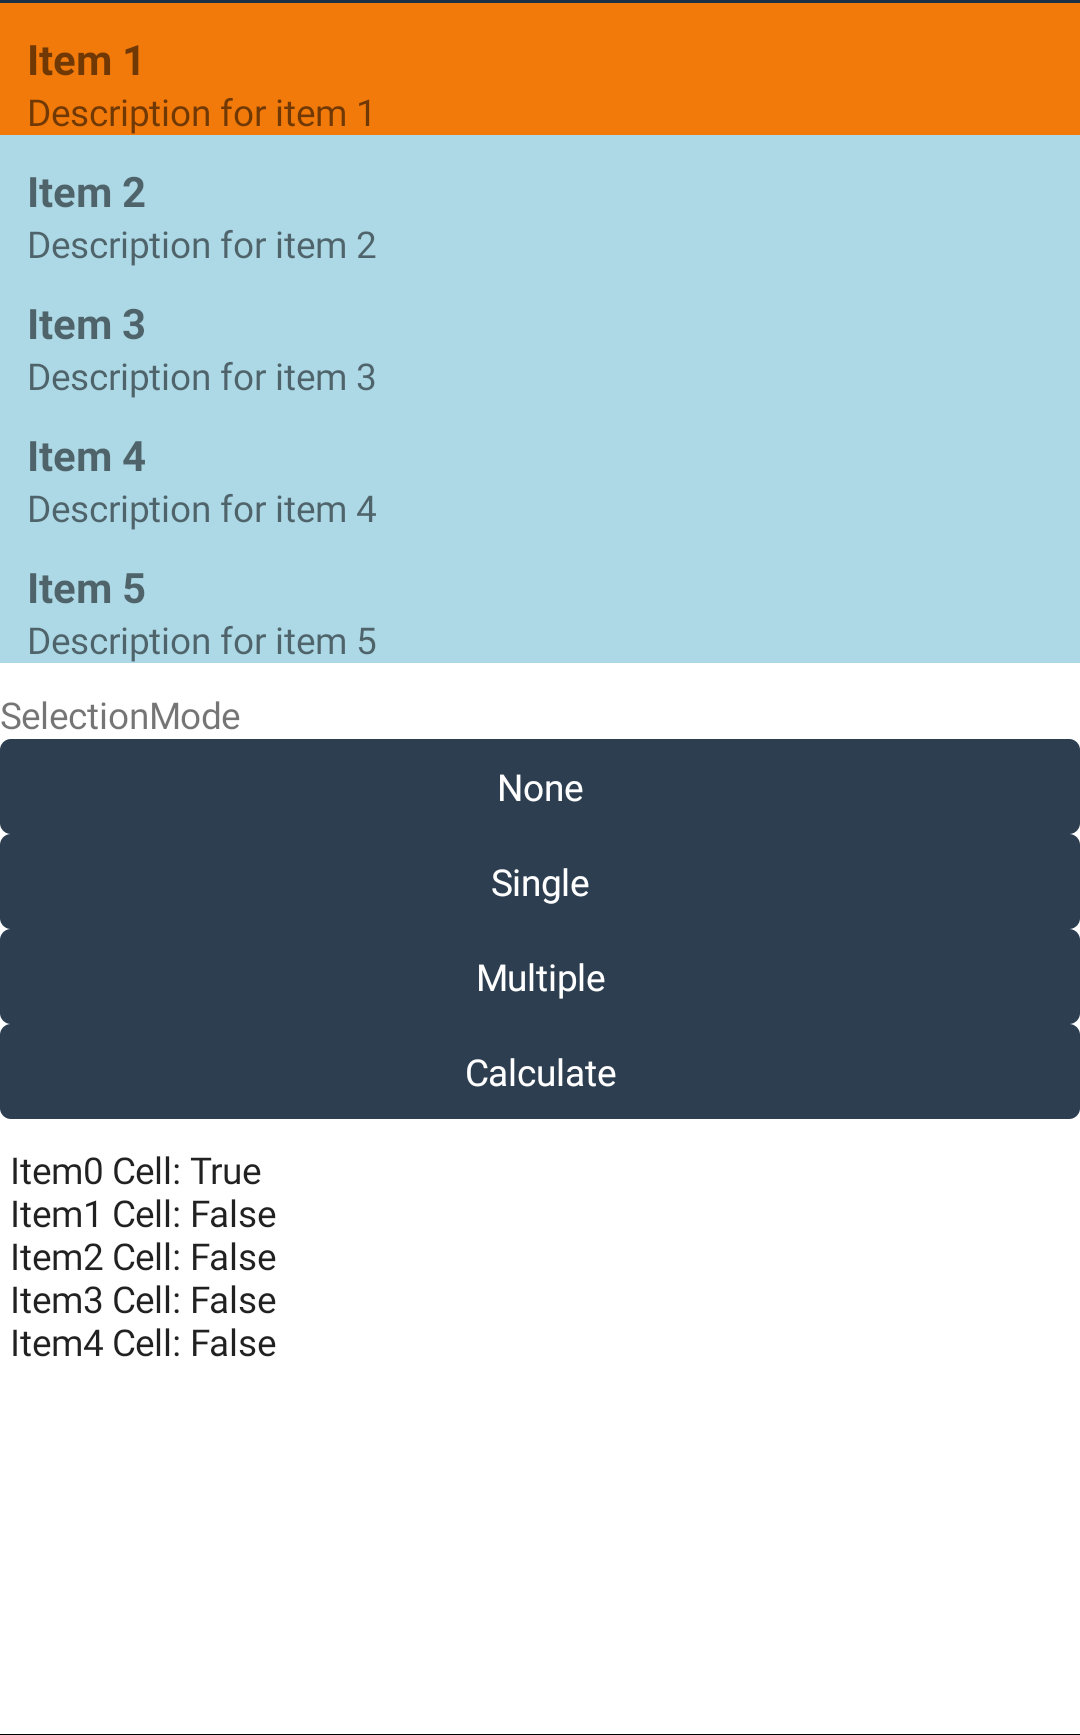 Item 1
Description for item 1
Item 2
Description for item 2
Item 3
Description for item 3
Item 4
Description for item 4
Item 5
Description for item 5
SelectionMode
None
Single
Multiple
Calculate
Item0 Cell: True
Item1 Cell: False
Item2 Cell: False
Item3 Cell: False
Item4 Cell: False